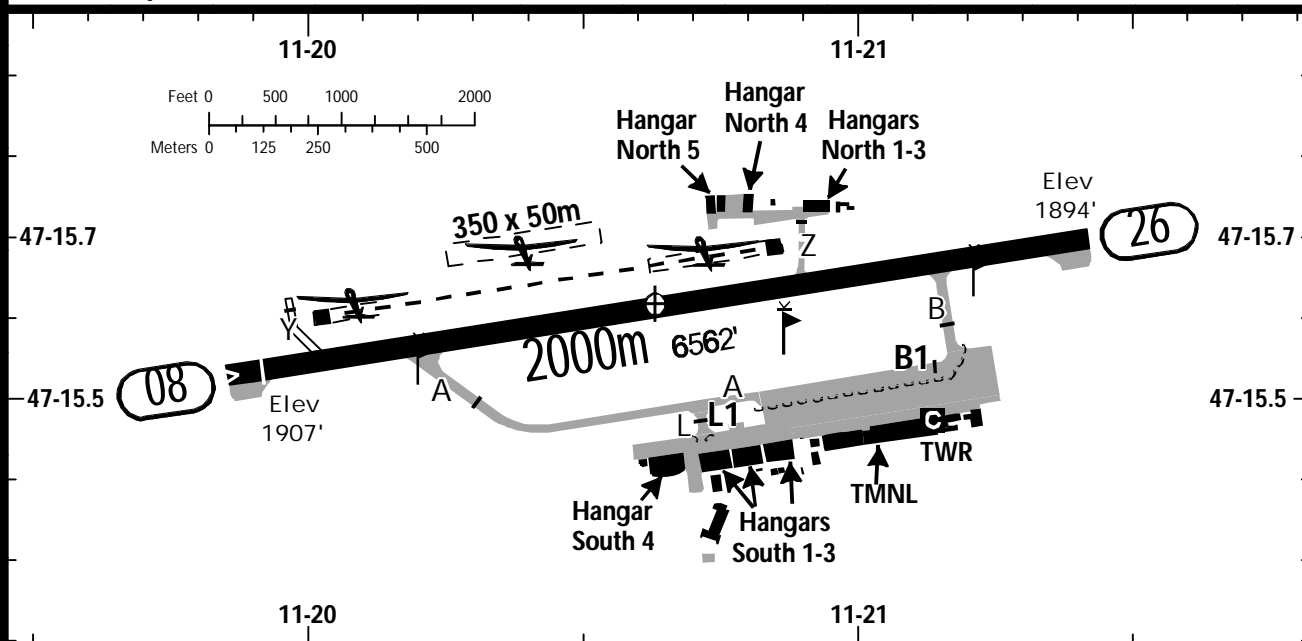 11-20 11-21
Feet 0 500 1000 2000
Meters 0 125 250 500
Hangar
North 5
Hangar
North 4
Hangars
North 1-3
Elev
1894'
26
350 x 50m
47-15.7 47-15.7
Z
Y
B
2000m 6562'
08
Elev
1907'
47-15.5 47-15.5
A
A
B1
L L1
C
TWR
TMNL
Hangar
South 4
Hangars
South 1-3
11-20 11-21